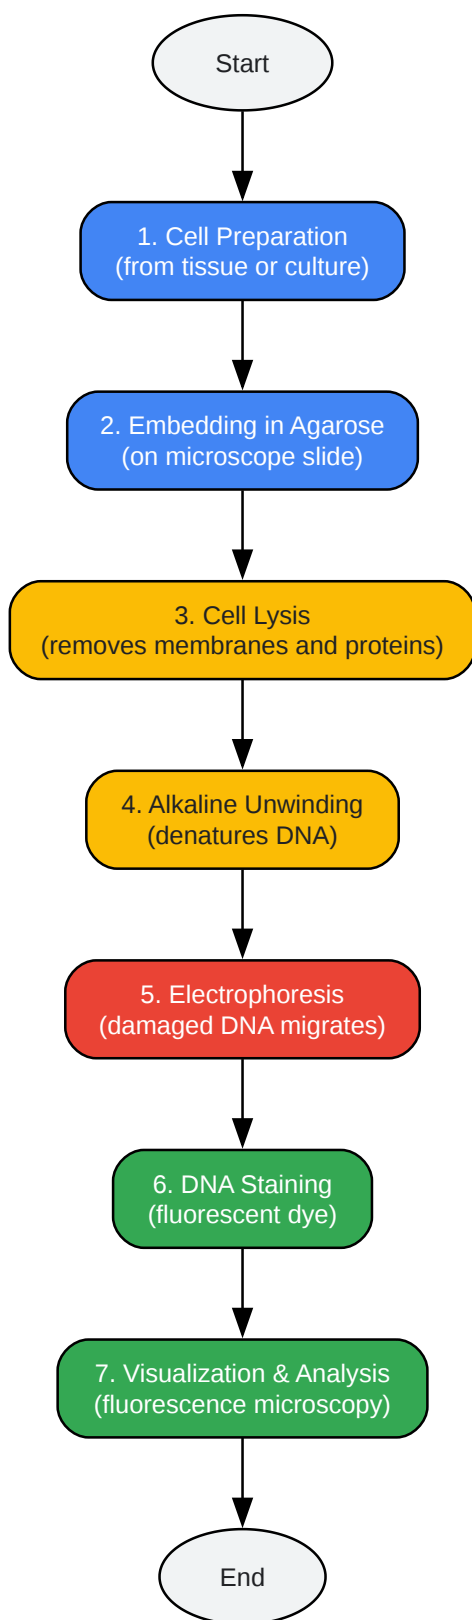 Start
1. Cell Preparation
(from tissue or culture)
2. Embedding in Agarose
(on microscope slide)
3. Cell Lysis
(removes membranes and proteins)
4. Alkaline Unwinding
(denatures DNA)
5. Electrophoresis
(damaged DNA migrates)
6. DNA Staining
(fluorescent dye)
7. Visualization & Analysis
(fluorescence microscopy)
End